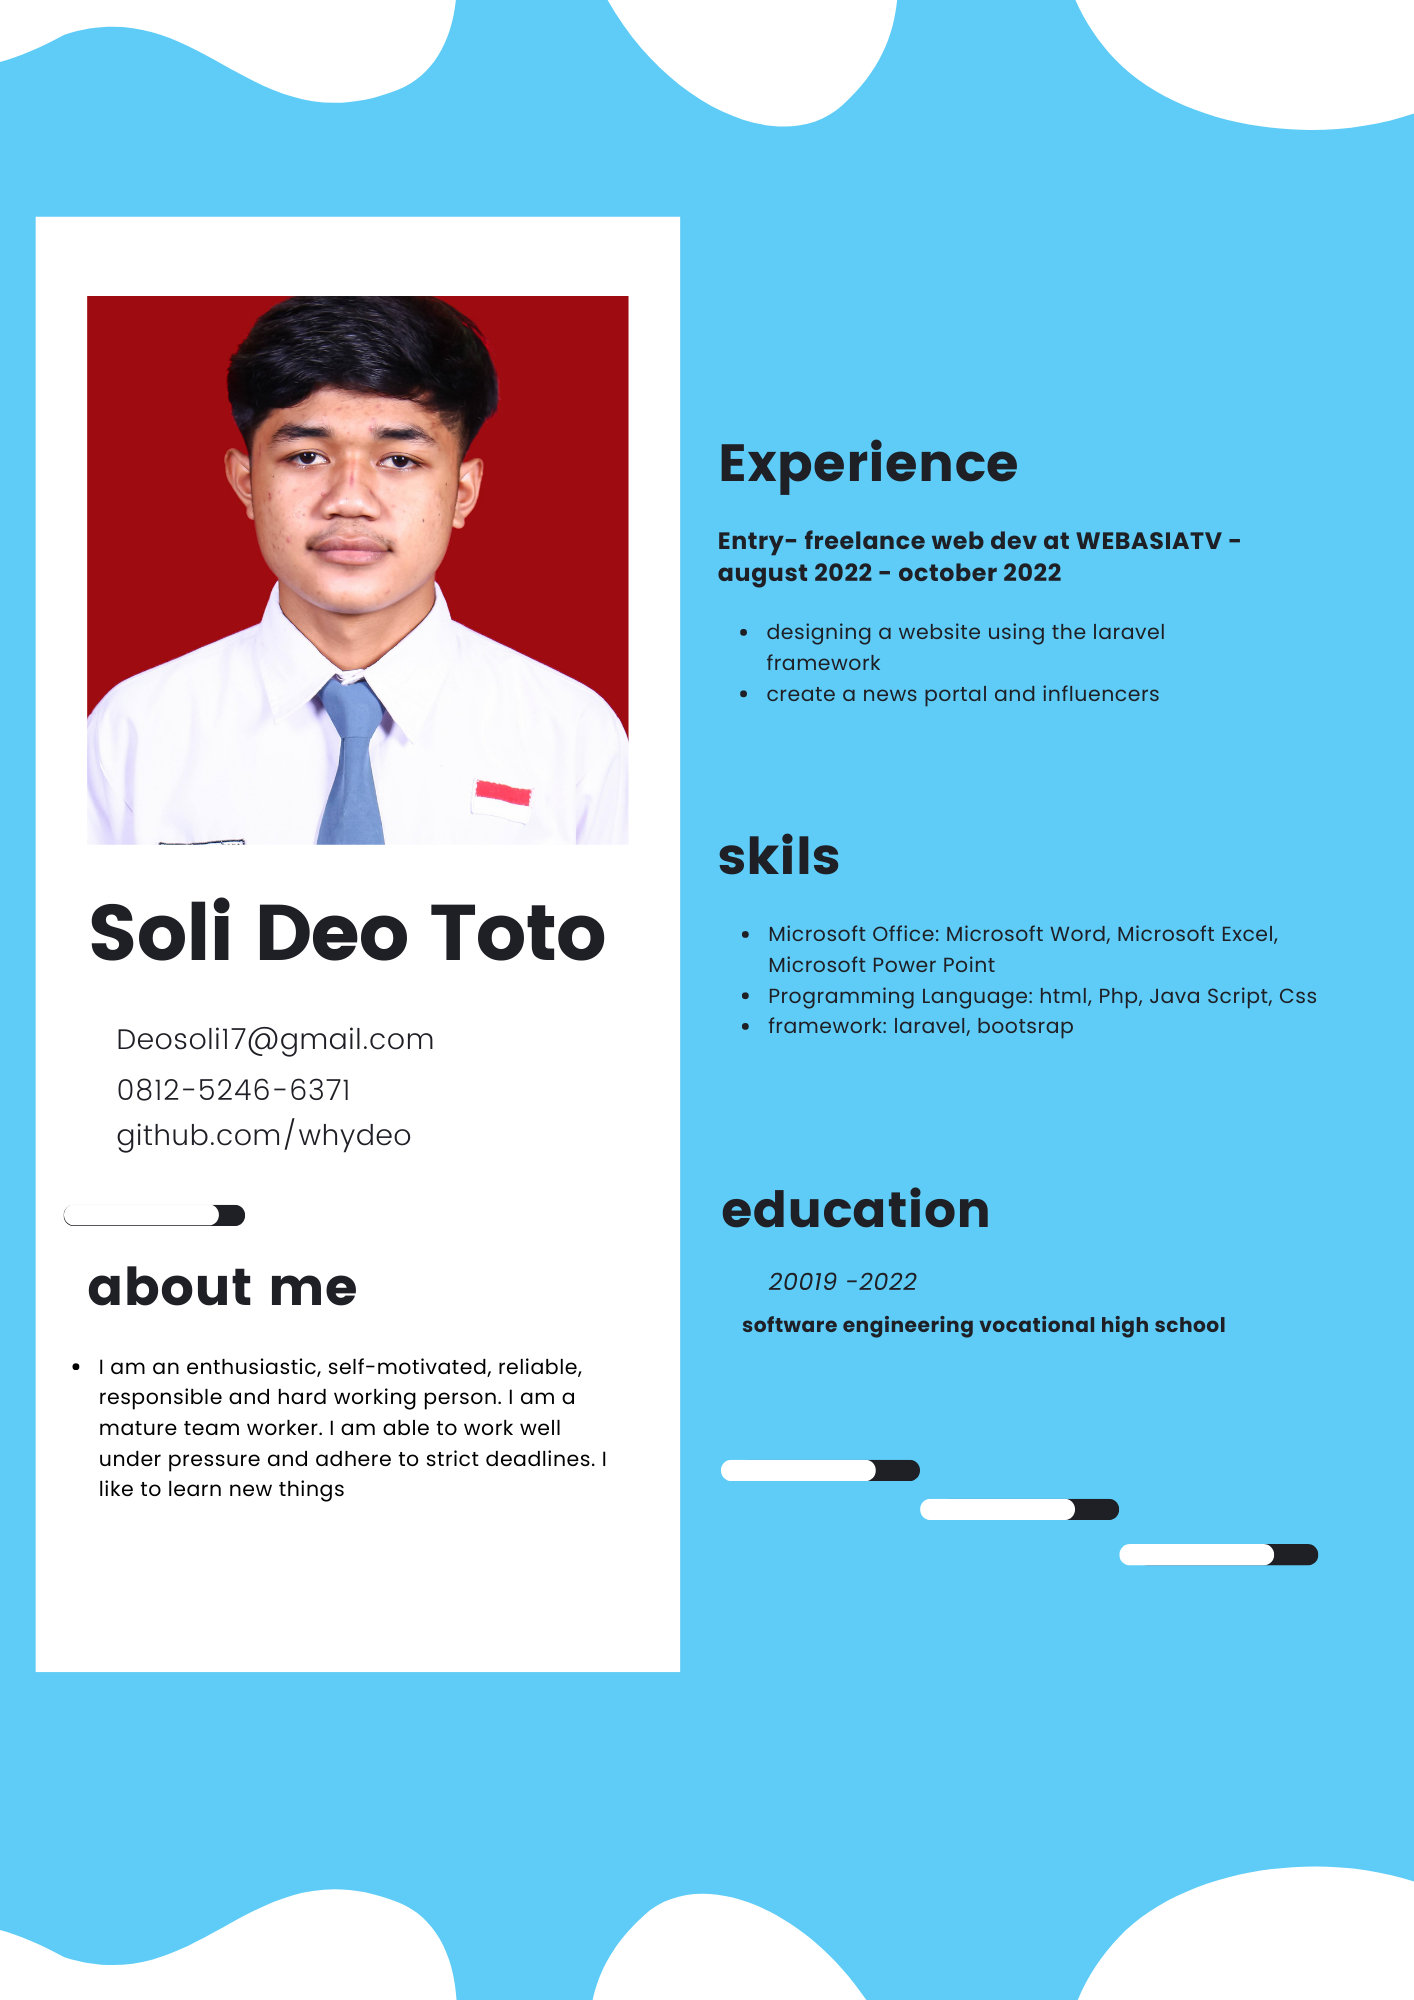 Soli Deo Toto
Deosoli17@gmail.com
0812-5246-6371
github.com/whydeo
about me
• I am an enthusiastic, self-motivated, reliable,
responsible and hard working person. I am a
mature team worker. I am able to work well
under pressure and adhere to strict deadlines. I
like to learn new things
Experience
Entry- freelance web dev at WEBASIATV -
august 2022 - october 2022
• designing a website using the laravel
framework
• create a news portal and influencers
skils
• Microsoft Office: Microsoft Word, Microsoft Excel,
Microsoft Power Point
• Programming Language: html, Php, Java Script, Css
• framework: laravel, bootsrap
education
20019 -2022
software engineering vocational high school